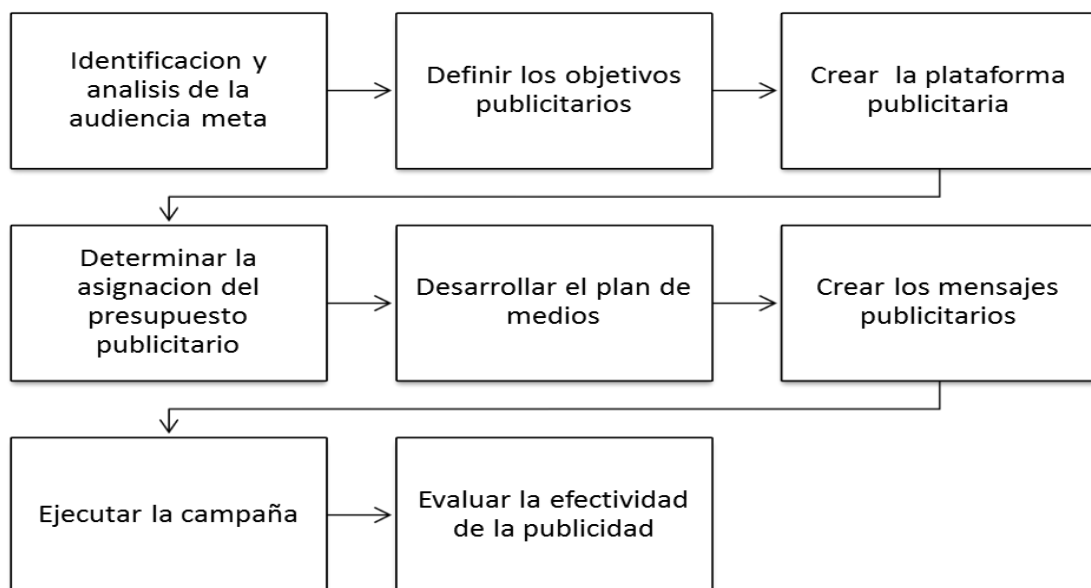 Identificacion y
analisis de la
audiencia meta
Definir los objetivos
publicitarios
Crear  la plataforma
publicitaria
Determinar la
asignacion del
presupuesto
publicitario
Desarrollar el plan de
medios
Crear los mensajes
publicitarios
Ejecutar la campaña
Evaluar la efectividad
de la publicidad